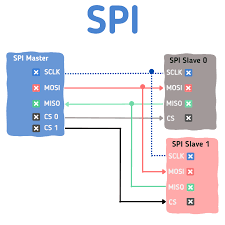 SPI
SPI Master
SCLK
MOSI
MISO
CS 0
CS 1
SPI Slave 0
SCLK
MOSI
MISO
CS
SPI Slave 1
SCLK
MOSI
MISO
CS